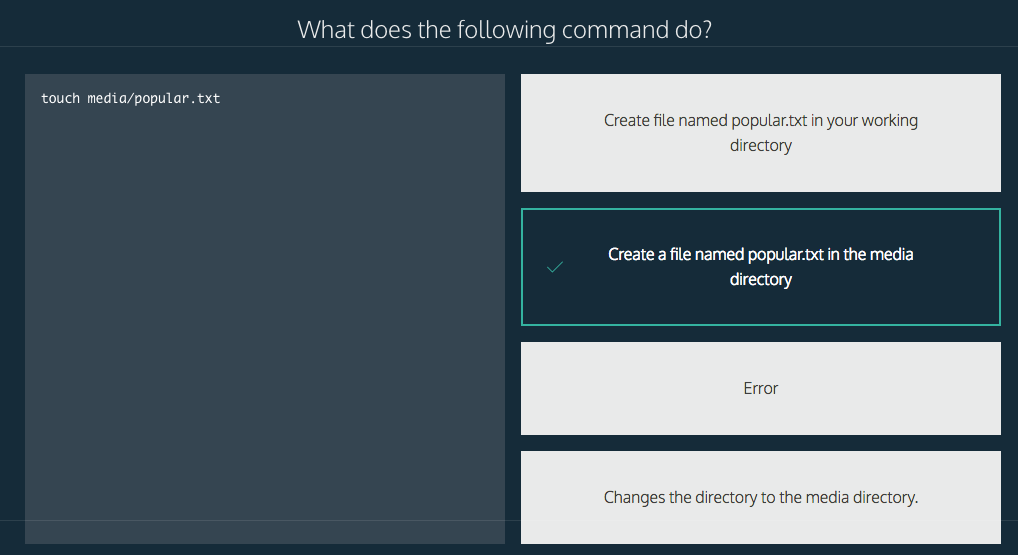 What does the following command do?
touch media/popular.txt
Create file named popular.txt in your working
directory
Create a file named popular.txt in the media
directory
Error
Changes the directory to the media directory.